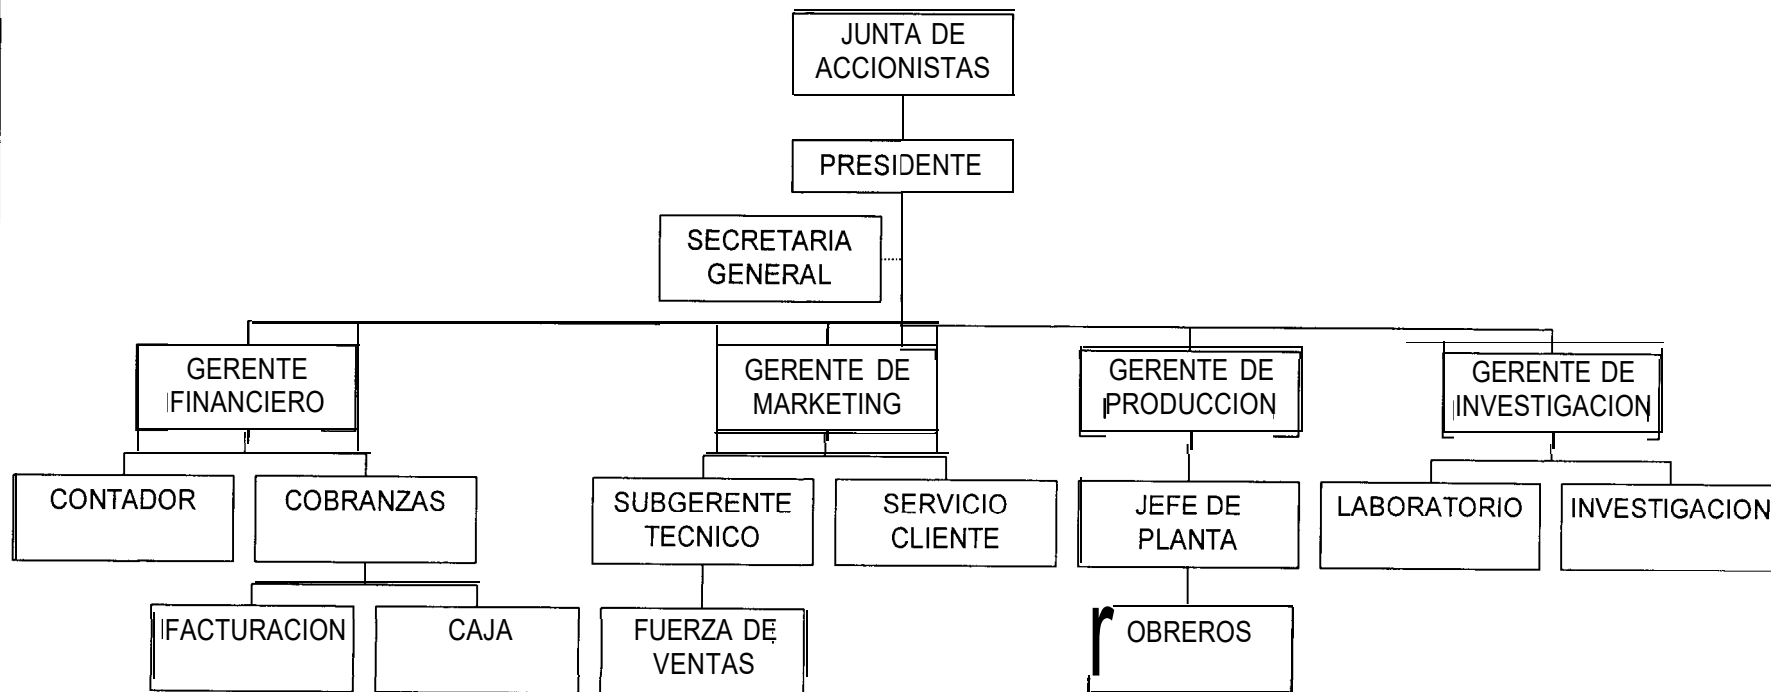 JUNTA DE
ACCIONISTAS
PRESIDENTE
SECRETARIA
GENERAL
GERENTE
FINANCIERO
GERENTE DE
MARKETING
GERENTE DE
PRODUCCION
GERENTE DE
INVESTIGACION
CONTADOR
COBRANZAS
SUBGERENTE
TECNICO
SERVICIO
CLIENTE
JEFE DE
PLANTA
LABORATORIO
INVESTIGACION
FACTURACION
CAJA
FUERZA DE
VENTAS
OBREROS